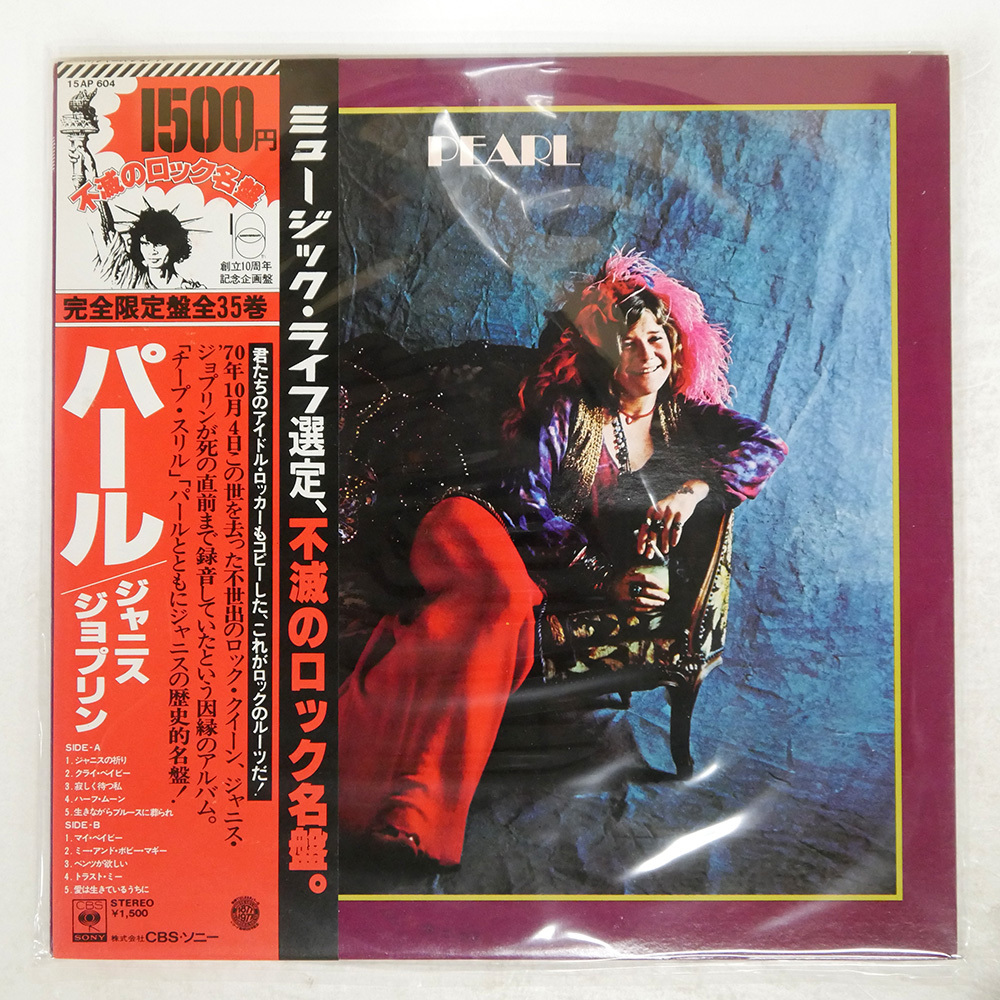 15AP 604
1500円
不滅のロック名盤
10
創立10周年
記念企画盤
完全限定盤全35巻
パール/ジャニス
ジョプリン
君たちのアイドル・ロッカーもコピーした、これがロックのルーツだ!
'70年10月4日この世を去った不世出のロック・クイーン、ジャニス・
ジョプリンが死の直前まで録音していたという因縁のアルバム。
「チープ・スリル」「パールとともにジャニスの歴史的名盤!
SIDE-A
1. ジャニスの祈り
2. クライ・ベイビー
3. 寂しく待つ私
4. ハーフ・ムーン
5. 生きながらブルースに葬られ
SIDE-B
1. マイ・ベイビー
2. ミー・アンド・ボビー・マギー
3. ベンツが欲しい
4. トラスト・ミー
5. 愛は生きているうちに
CBS
SONY
STEREO
¥1,500
株式会社CBS・ソニー
1877
1977
ミュージック・ライフ選定、不滅のロック名盤。
PEARL